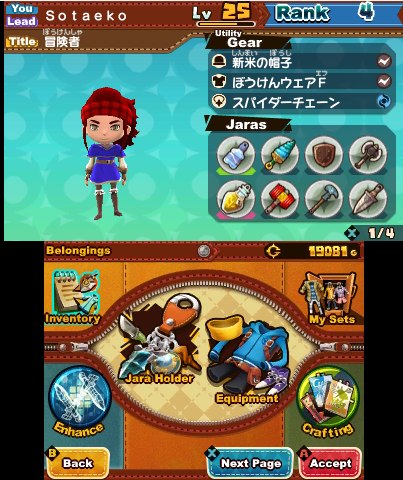 You
Lead
Sotaeko
Lv 25
Rank 4
Title
ぼうけんしゃ
冒険者
Utility
Gear
しんまい ぼうし
新米の帽子
エフ
ぼうけんウェアF
スパイダーチェーン
Jaras
X 1/4
Belongings
19081 G
Inventory
My Sets
Jara Holder
Equipment
Enhance
Crafting
B
Back
X
Next Page
A
Accept